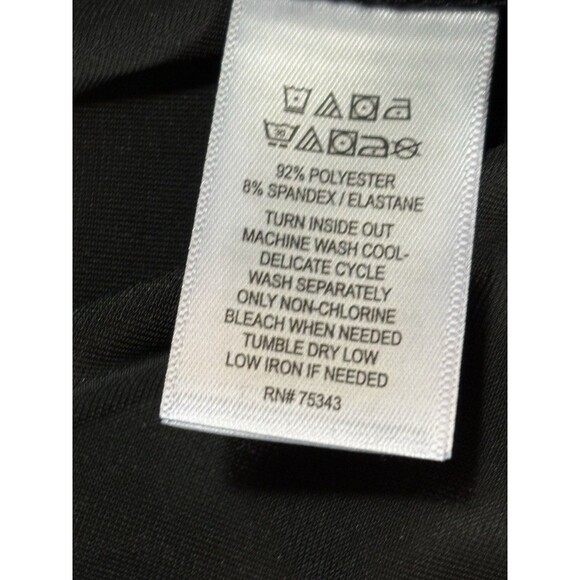 30
92% POLYESTER
8% SPANDEX / ELASTANE
TURN INSIDE OUT
MACHINE WASH COOL-
DELICATE CYCLE
WASH SEPARATELY
ONLY NON-CHLORINE
BLEACH WHEN NEEDED
TUMBLE DRY LOW
LOW IRON IF NEEDED
RN# 75343